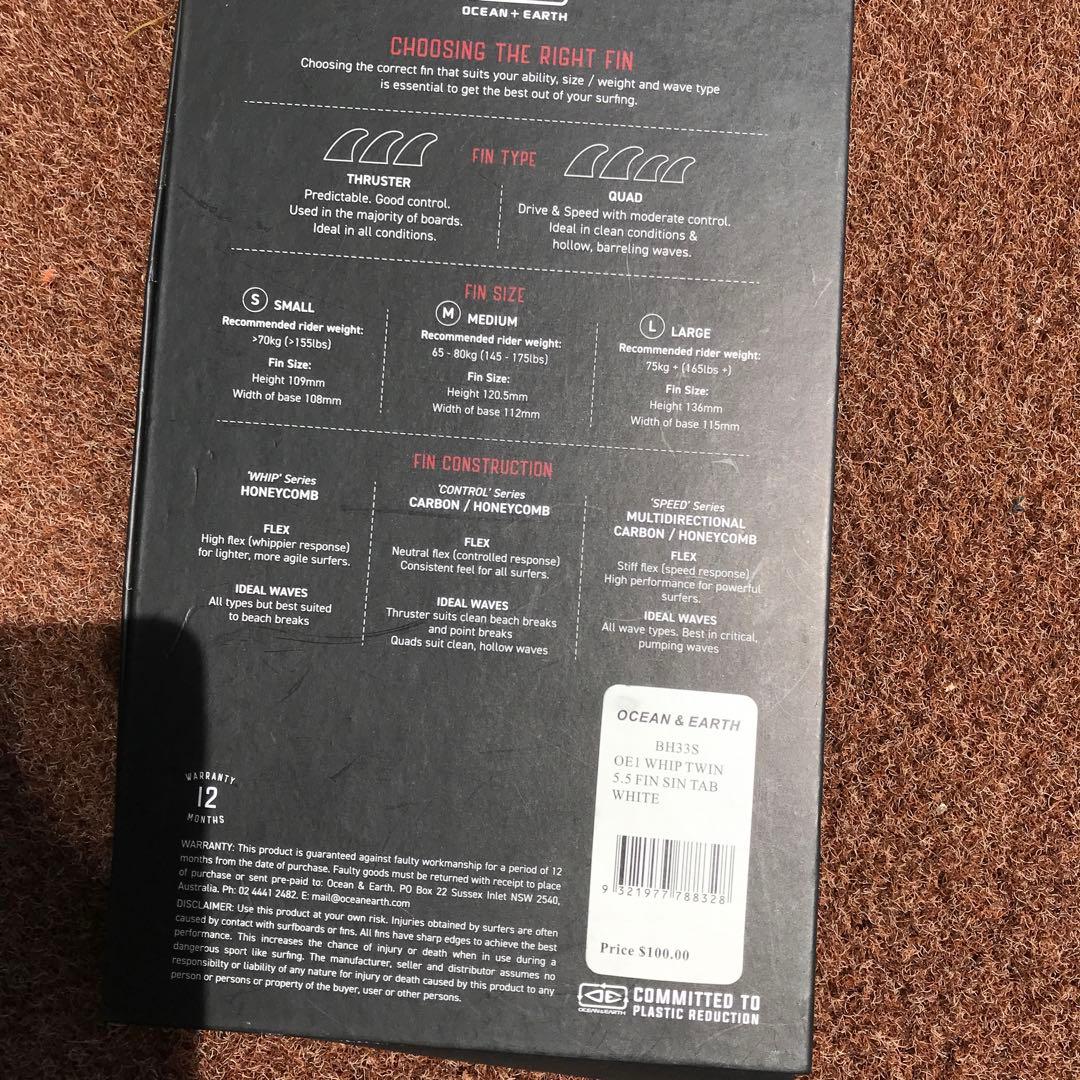 OCEAN + EARTH
CHOOSING THE RIGHT FIN
Choosing the correct fin that suits your ability, size / weight and wave type
is essential to get the best out of your surfing.
FIN TYPE
THRUSTER
Predictable. Good control.
Used in the majority of boards.
Ideal in all conditions.
QUAD
Drive & Speed with moderate control.
Ideal in clean conditions &
hollow, barreling waves.
FIN SIZE
S SMALL
Recommended rider weight:
>70kg (>155lbs)
Fin Size:
Height 109mm
Width of base 108mm
M MEDIUM
Recommended rider weight:
65 - 80kg (145 - 175lbs)
Fin Size:
Height 120.5mm
Width of base 112mm
L LARGE
Recommended rider weight:
75kg + (165lbs +)
Fin Size:
Height 136mm
Width of base 115mm
FIN CONSTRUCTION
'WHIP' Series
HONEYCOMB
FLEX
High flex (whippier response)
for lighter, more agile surfers.
IDEAL WAVES
All types but best suited
to beach breaks
'CONTROL' Series
CARBON / HONEYCOMB
FLEX
Neutral flex (controlled response)
Consistent feel for all surfers.
IDEAL WAVES
Thruster suits clean beach breaks
and point breaks
Quads suit clean, hollow waves
'SPEED' Series
MULTIDIRECTIONAL
CARBON / HONEYCOMB
FLEX
Stiff flex (speed response)
High performance for powerful
surfers.
IDEAL WAVES
All wave types. Best in critical,
pumping waves
OCEAN & EARTH
BH33S
OE1 WHIP TWIN
5.5 FIN SIN TAB
WHITE
9 321977 788328
Price $100.00
WARRANTY
12
MONTHS
WARRANTY: This product is guaranteed against faulty workmanship for a period of 12
months from the date of purchase. Faulty goods must be returned with receipt to place
of purchase or sent pre-paid to: Ocean & Earth. PO Box 22 Sussex Inlet NSW 2540,
Australia. Ph: 02 4441 2482. E: mail@oceanearth.com
DISCLAIMER: Use this product at your own risk. Injuries obtained by surfers are often
caused by contact with surfboards or fins. All fins have sharp edges to achieve the best
performance. This increases the chance of injury or death when in use during a
dangerous sport like surfing. The manufacturer, seller and distributor assumes no
responsibilty or liability of any nature for injury or death caused by this product to any
person or persons or property of the buyer, user or other persons.
OCEAN&EARTH
COMMITTED TO
PLASTIC REDUCTION